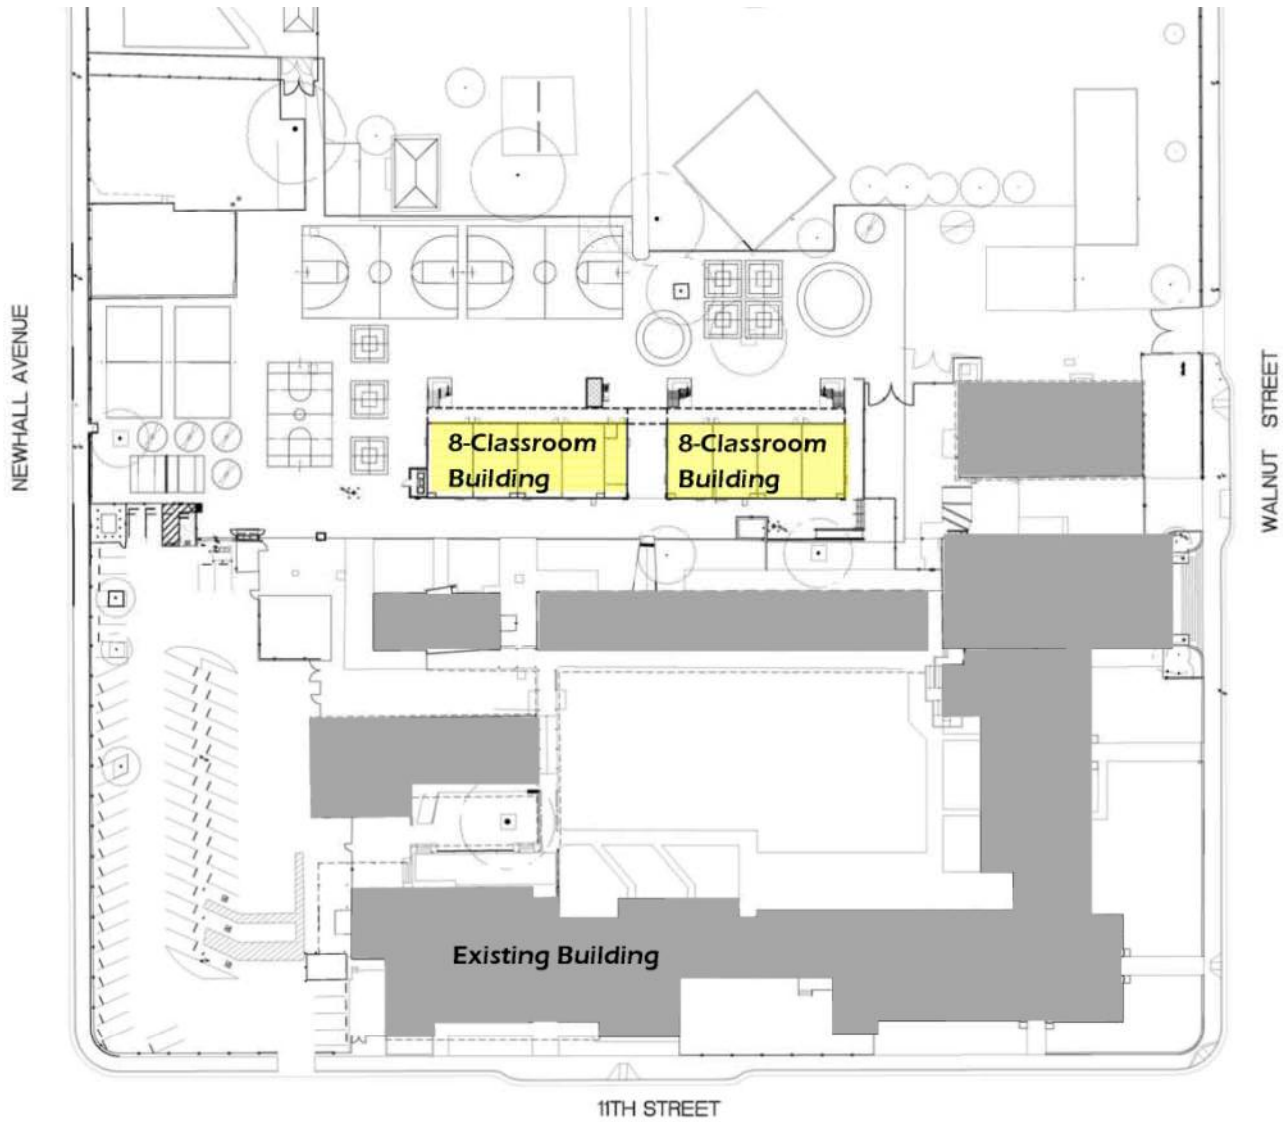 NEWHALL AVENUE
WALNUT STREET
8-Classroom
Building
8-Classroom
Building
Existing Building
11TH STREET